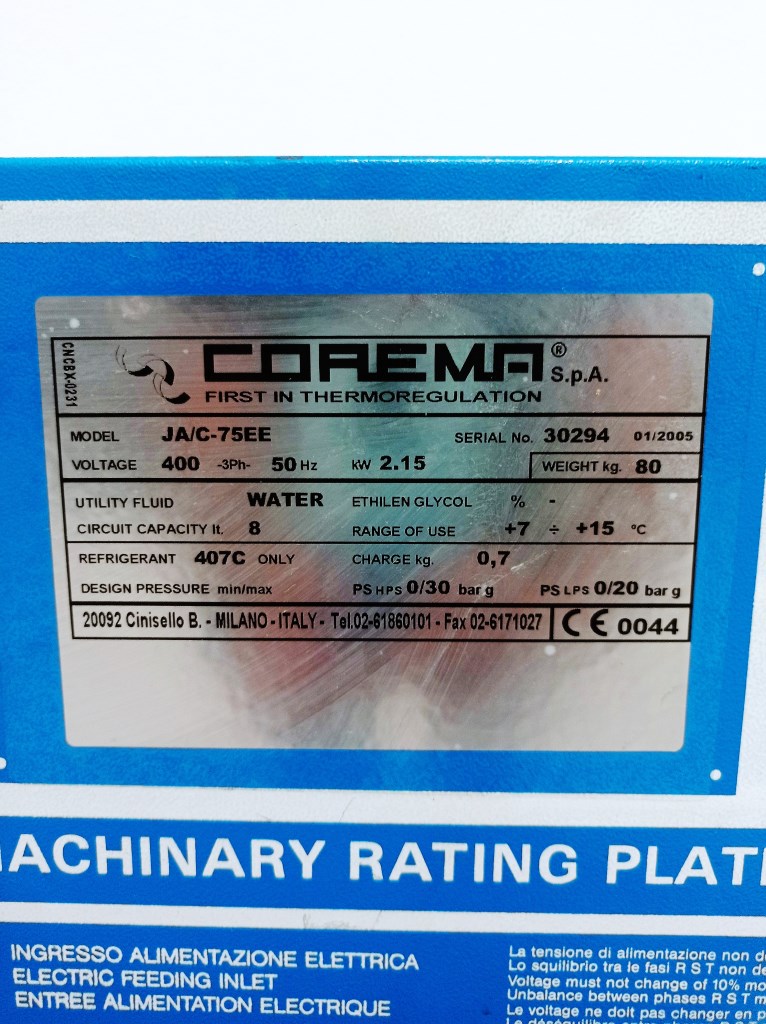 CNCBX-0231
COREMA® S.p.A.
FIRST IN THERMOREGULATION
MODEL JA/C-75EE SERIAL No. 30294 01/2005
VOLTAGE 400 -3Ph- 50 Hz kW 2.15 WEIGHT kg. 80
UTILITY FLUID WATER ETHILEN GLYCOL % -
CIRCUIT CAPACITY lt. 8 RANGE OF USE +7 ÷ +15 °C
REFRIGERANT 407C ONLY CHARGE kg. 0,7
DESIGN PRESSURE min/max PS HPS 0/30 bar g PS LPS 0/20 bar g
20092 Cinisello B. - MILANO - ITALY - Tel.02-61860101 - Fax 02-6171027 CE 0044
ACHINARY RATING PLAT
INGRESSO ALIMENTAZIONE ELETTRICA
ELECTRIC FEEDING INLET
ENTREE ALIMENTATION ELECTRIQUE
La tensione di alimentazione non d
Lo squilibrio tra le fasi R S T non de
Voltage must not change of 10% mo
Unbalance between phases R S T m
Le voltage ne doit pas changer en p